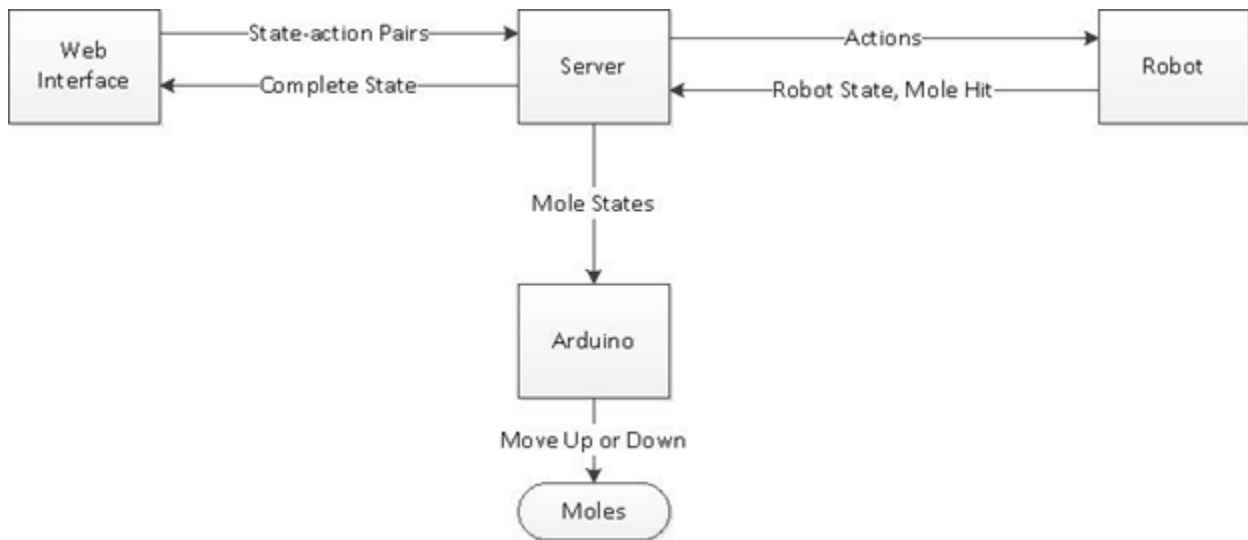 Web
Interface
State-action Pairs
Complete State
Server
Actions
Robot State, Mole Hit
Robot
Mole States
Arduino
Move Up or Down
Moles